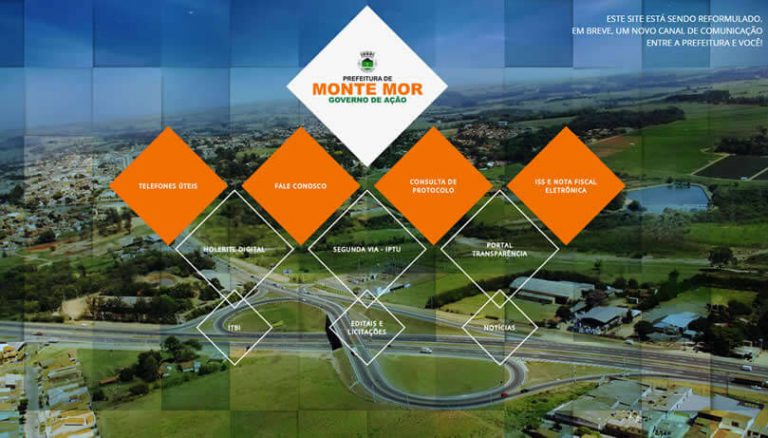 ESTE SITE ESTÁ SENDO REFORMULADO.
EM BREVE, UM NOVO CANAL DE COMUNICAÇÃO
ENTRE A PREFEITURA E VOCÊ!
PREFEITURA DE
MONTE MOR
GOVERNO DE AÇÃO
TELEFONES ÚTEIS
FALE CONOSCO
CONSULTA DE
PROTOCOLO
ISS E NOTA FISCAL
ELETRÔNICA
HOLERITE DIGITAL
SEGUNDA VIA - IPTU
PORTAL
TRANSPARÊNCIA
ITBI
EDITAIS E
LICITAÇÕES
NOTÍCIAS